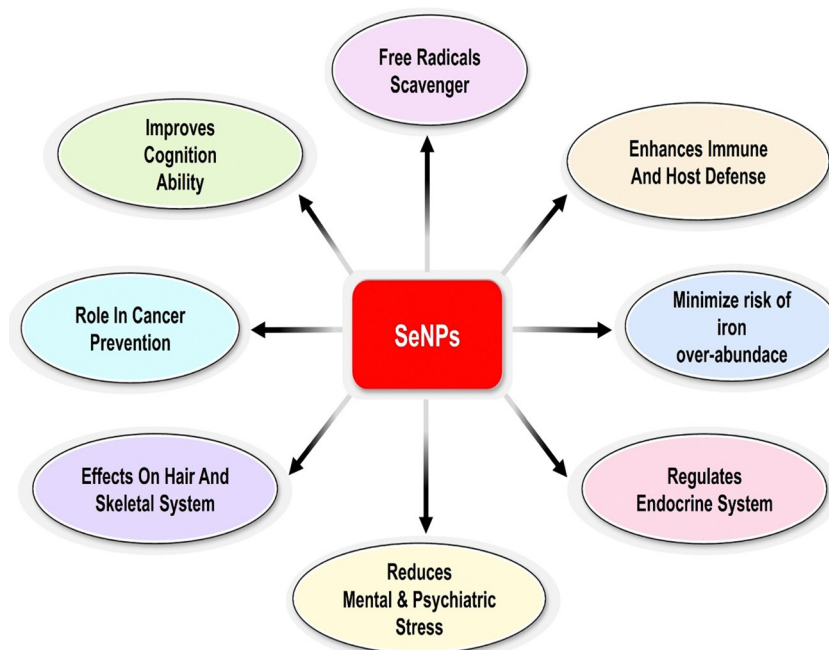 Free Radicals
Scavenger
Improves
Cognition
Ability
Enhances Immune
And Host Defense
Role In Cancer
Prevention
SeNPs
Minimize risk of
iron
over-abundace
Effects On Hair And
Skeletal System
Regulates
Endocrine System
Reduces
Mental & Psychiatric
Stress